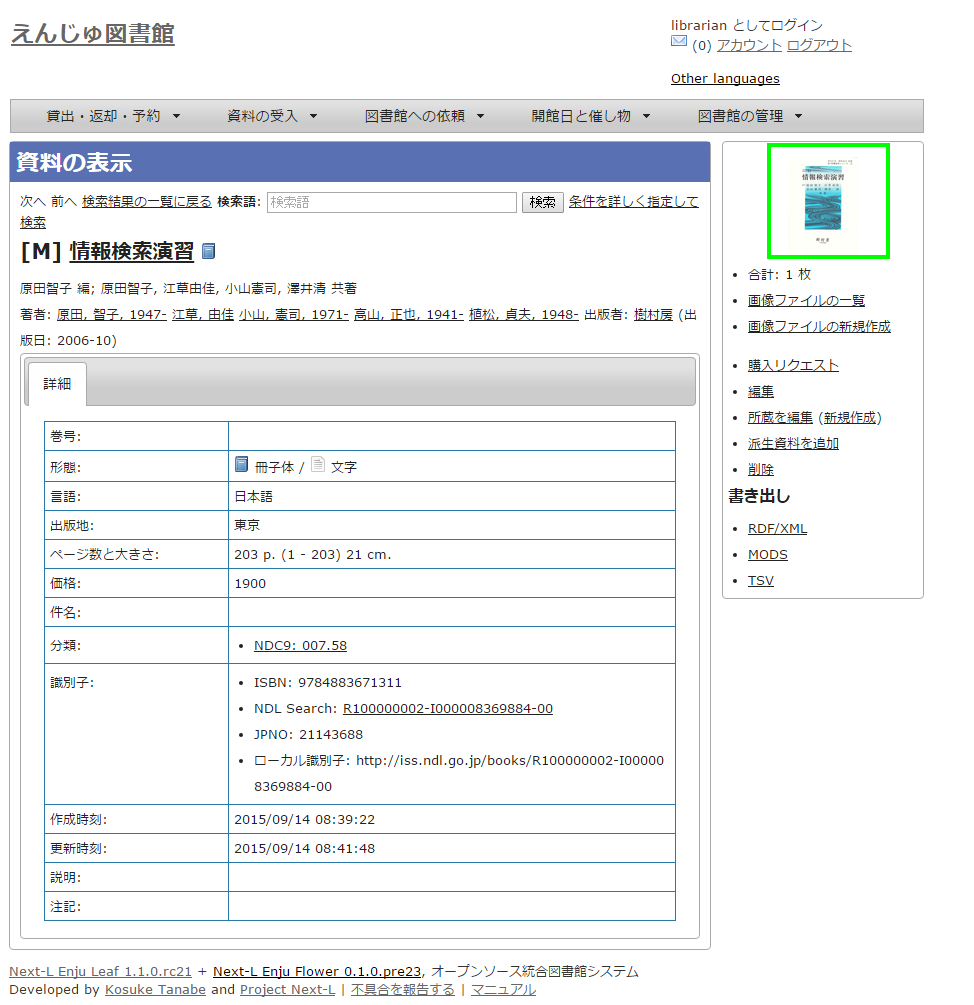 えんじゅ図書館
librarian としてログイン
(0) アカウント ログアウト
Other languages
貸出・返却・予約 ▼ 資料の受入 ▼ 図書館への依頼 ▼ 開館日と催し物 ▼ 図書館の管理 ▼
資料の表示
次へ 前へ 検索結果の一覧に戻る 検索語: 検索語 検索 条件を詳しく指定して
検索
[M] 情報検索演習
原田智子 編; 原田智子, 江草由佳, 小山憲司, 澤井清 共著
著者: 原田, 智子, 1947- 江草, 由佳 小山, 憲司, 1971- 高山, 正也, 1941- 植松, 貞夫, 1948- 出版者: 樹村房 (出
版日: 2006-10)
詳細
巻号:
形態: 冊子体 / 文字
言語: 日本語
出版地: 東京
ページ数と大きさ: 203 p. (1 - 203) 21 cm.
価格: 1900
件名:
分類: • NDC9: 007.58
識別子: • ISBN: 9784883671311
• NDL Search: R100000002-I000008369884-00
• JPNO: 21143688
• ローカル識別子: http://iss.ndl.go.jp/books/R100000002-I00000
8369884-00
作成時刻: 2015/09/14 08:39:22
更新時刻: 2015/09/14 08:41:48
説明:
注記:
情報検索演習
• 合計: 1 枚
• 画像ファイルの一覧
• 画像ファイルの新規作成
• 購入リクエスト
• 編集
• 所蔵を編集 (新規作成)
• 派生資料を追加
• 削除
書き出し
• RDF/XML
• MODS
• TSV
Next-L Enju Leaf 1.1.0.rc21 + Next-L Enju Flower 0.1.0.pre23, オープンソース統合図書館システム
Developed by Kosuke Tanabe and Project Next-L | 不具合を報告する | マニュアル